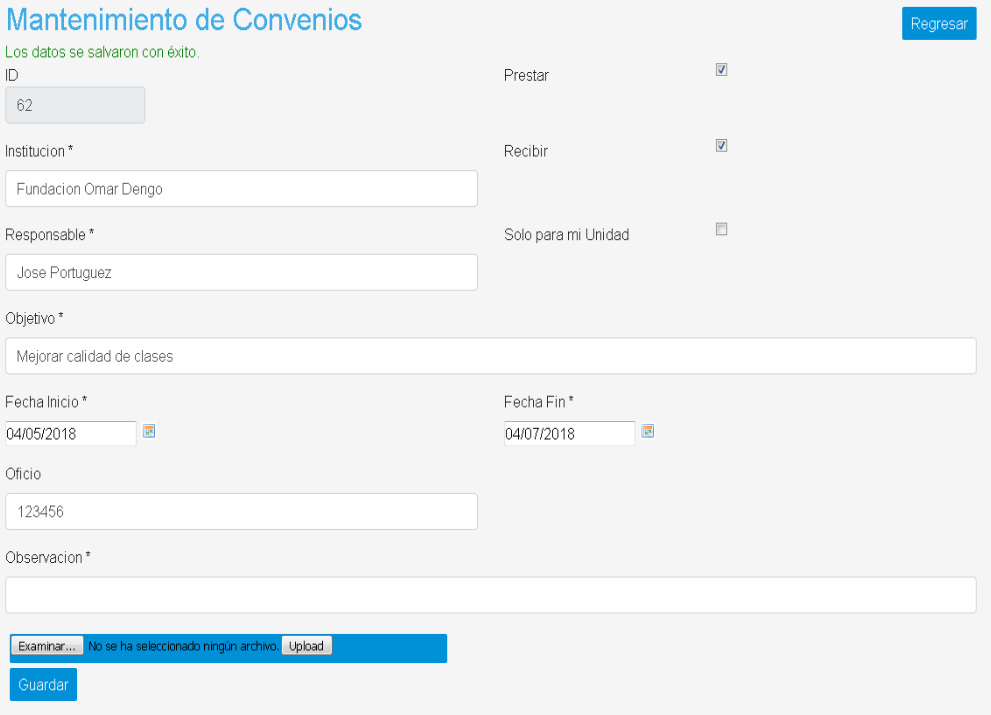 Mantenimiento de Convenios
Regresar
Los datos se salvaron con éxito.
ID
Prestar
62
Institucion *
Recibir
Fundacion Omar Dengo
Responsable *
Solo para mi Unidad
Jose Portuguez
Objetivo *
Mejorar calidad de clases
Fecha Inicio *
Fecha Fin *
04/05/2018
04/07/2018
Oficio
123456
Observacion *
Examinar... No se ha seleccionado ningún archivo. Upload
Guardar